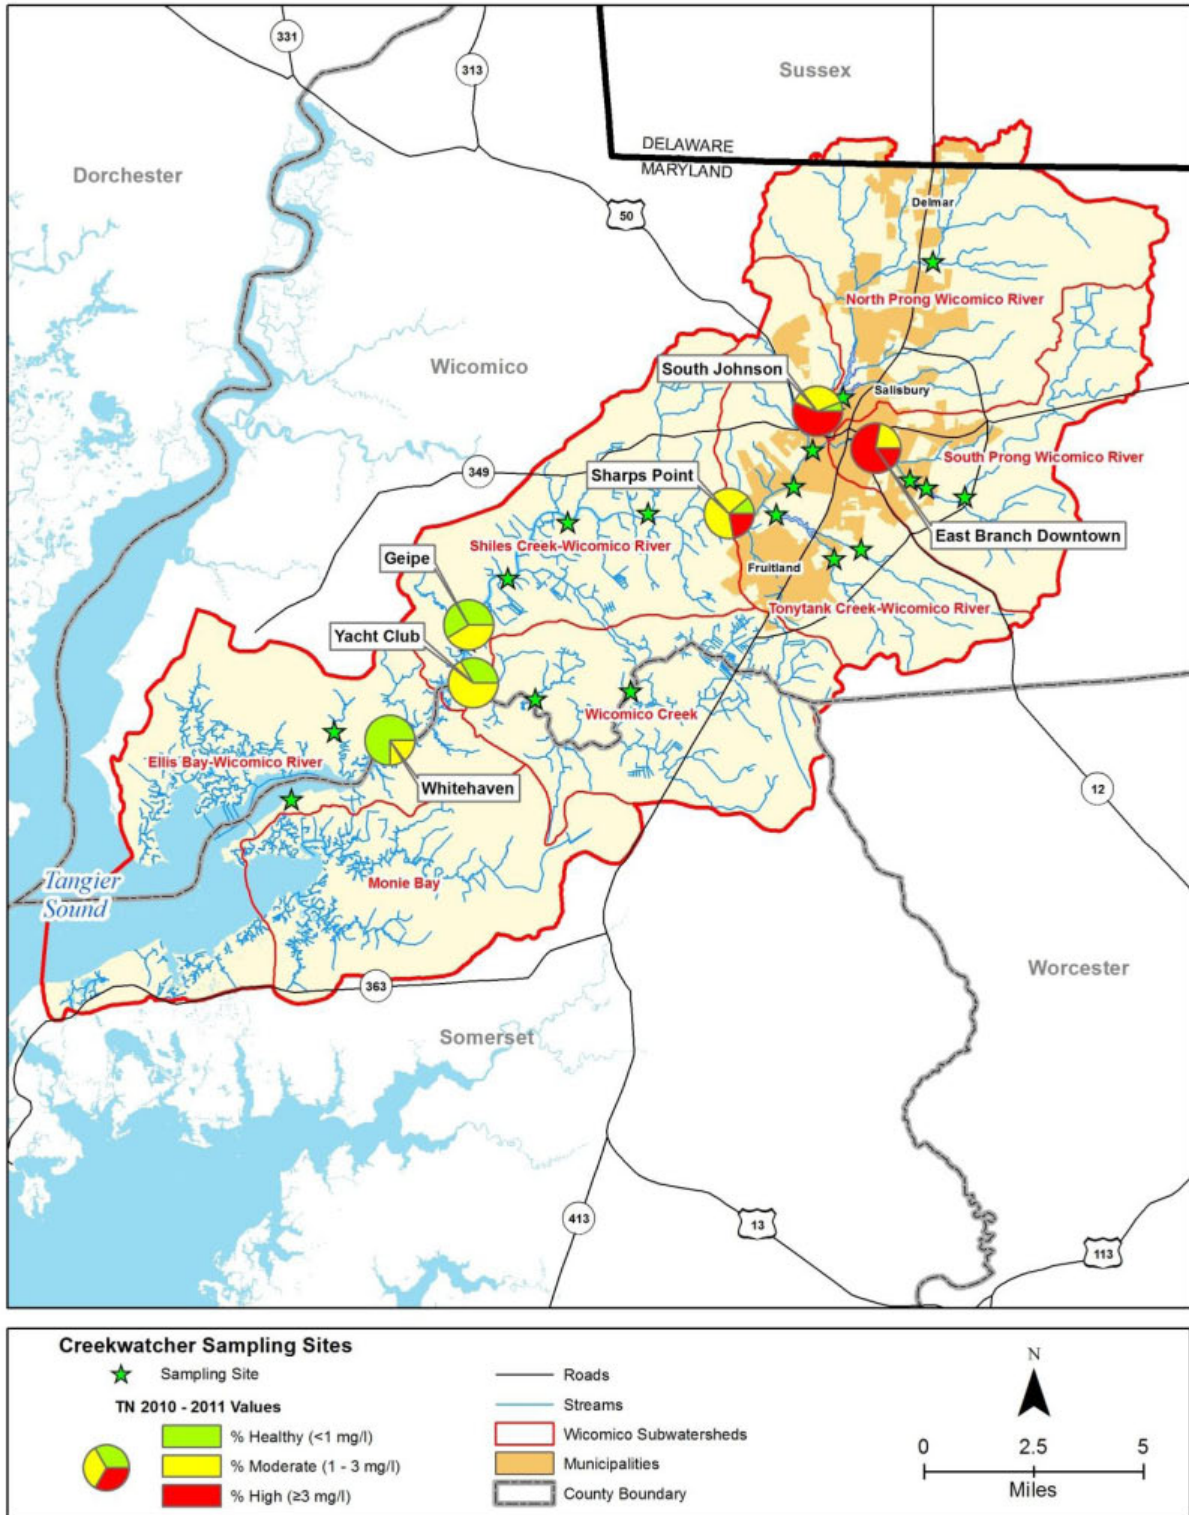 331
313
Sussex
DELAWARE
MARYLAND
Dorchester
50
Delmar
North Prong Wicomico River
Wicomico
South Johnson
Salisbury
349
Sharps Point
South Prong Wicomico River
East Branch Downtown
Shiles Creek-Wicomico River
Geipe
Fruitland
Tonytank Creek-Wicomico River
Yacht Club
Wicomico Creek
Ellis Bay-Wicomico River
Whitehaven
12
Tangier
Sound
Monie Bay
363
Worcester
Somerset
413
13
113
Creekwatcher Sampling Sites
Sampling Site
TN 2010 - 2011 Values
% Healthy (<1 mg/l)
% Moderate (1 - 3 mg/l)
% High (≥3 mg/l)
Roads
Streams
Wicomico Subwatersheds
Municipalities
County Boundary
N
0 2.5 5
Miles